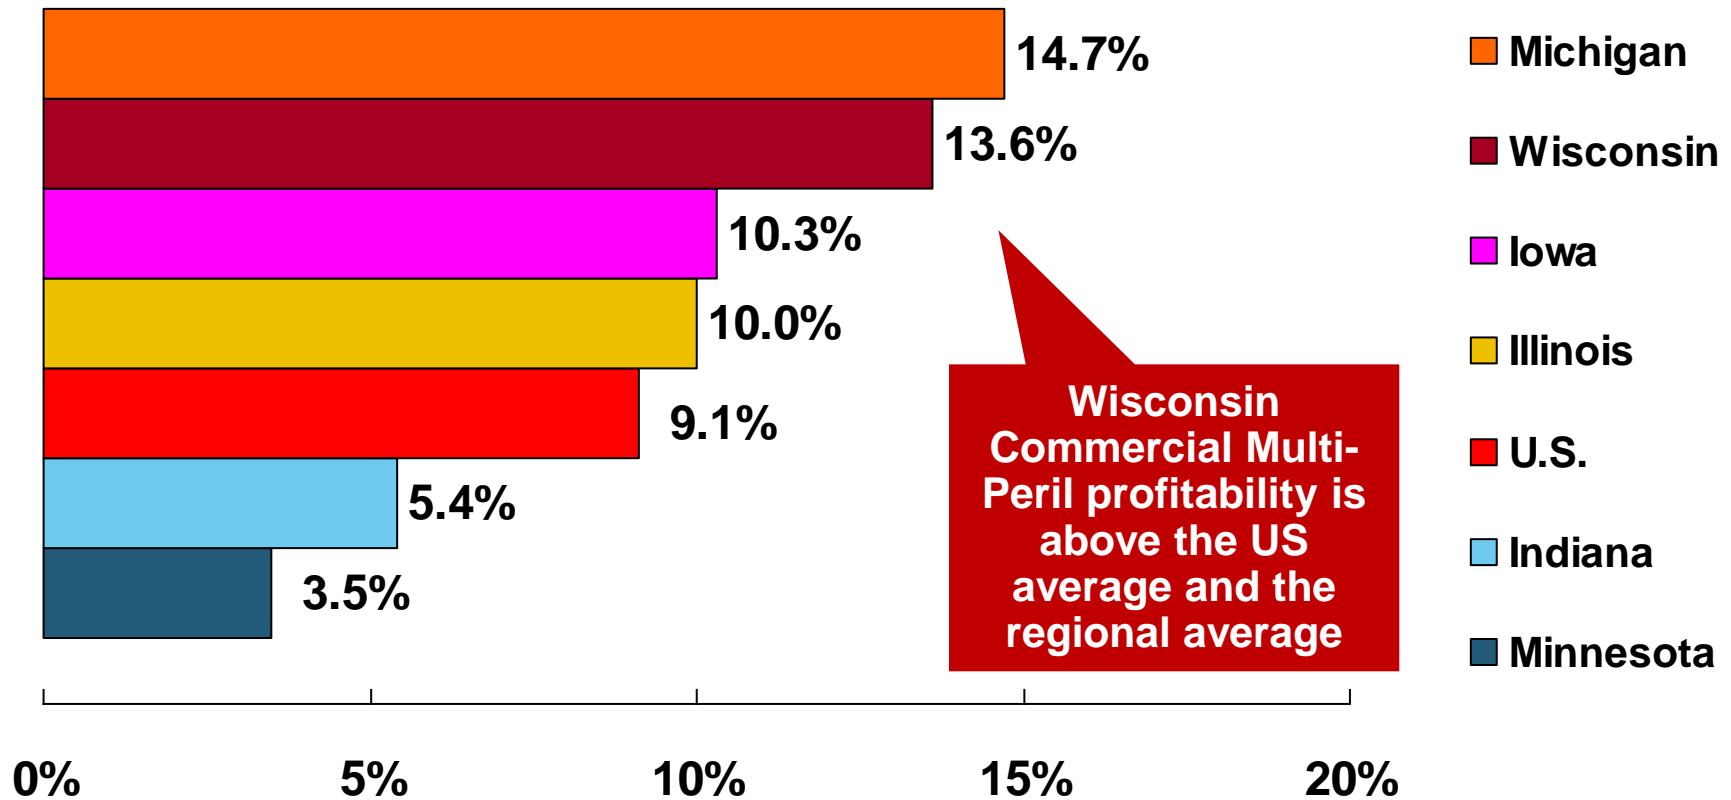 14.7%
13.6%
10.3%
10.0%
9.1%
5.4%
3.5%
Wisconsin
Commercial Multi-
Peril profitability is
above the US
average and the
regional average
Michigan
Wisconsin
Iowa
Illinois
U.S.
Indiana
Minnesota
0% 5% 10% 15% 20%